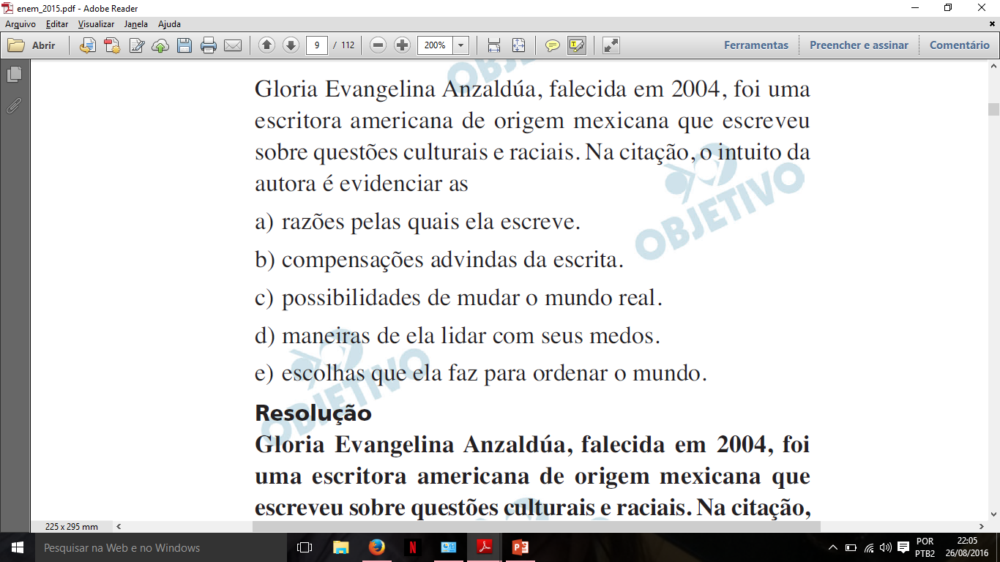 enem_2015.pdf - Adobe Reader
Arquivo Editar Visualizar Janela Ajuda
Abrir 9 / 112 200% Ferramentas Preencher e assinar Comentário
Gloria Evangelina Anzaldúa, falecida em 2004, foi uma
escritora americana de origem mexicana que escreveu
sobre questões culturais e raciais. Na citação, o intuito da
autora é evidenciar as
OBJETIVO
a) razões pelas quais ela escreve.
b) compensações advindas da escrita.
c) possibilidades de mudar o mundo real.
d) maneiras de ela lidar com seus medos.
e) escolhas que ela faz para ordenar o mundo.
OBJETIVO
Resolução
Gloria Evangelina Anzaldúa, falecida em 2004, foi
uma escritora americana de origem mexicana que
escreveu sobre questões culturais e raciais. Na citação,
225 x 295 mm
Pesquisar na Web e no Windows
POR
PTB2
22:05
26/08/2016